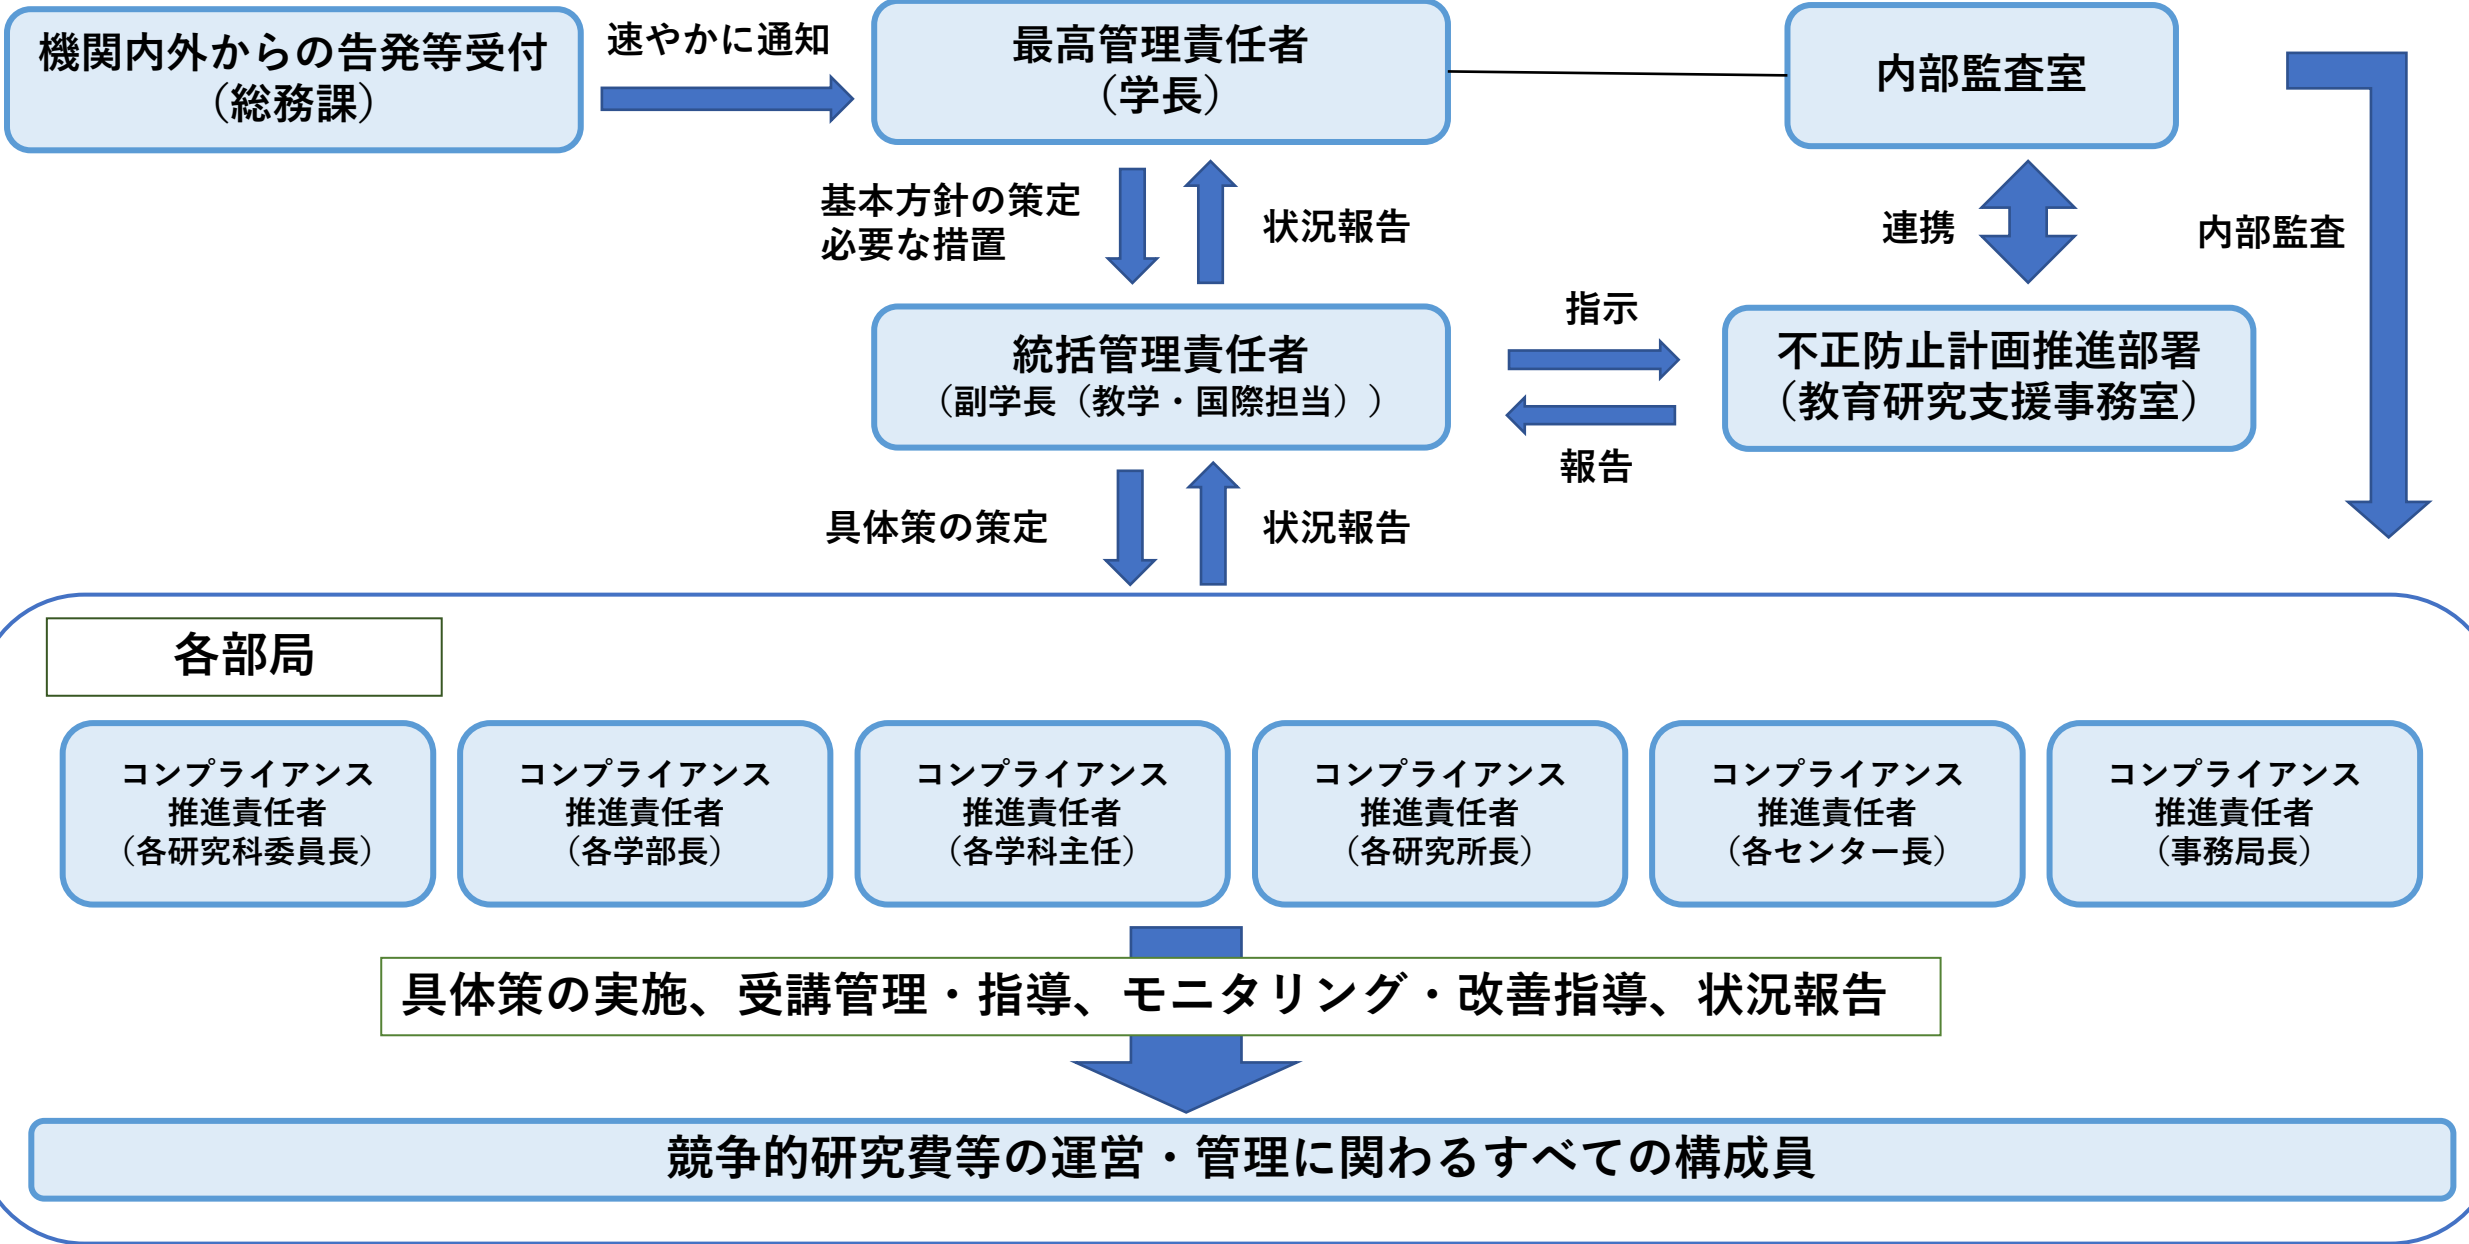 機関内外からの告発等受付
（総務課）
速やかに通知
最高管理責任者
（学長）
内部監査室
基本方針の策定
必要な措置
状況報告
連携
内部監査
統括管理責任者
（副学長（教学・国際担当））
指示
報告
不正防止計画推進部署
（教育研究支援事務室）
具体策の策定
状況報告
各部局
コンプライアンス
推進責任者
（各研究科委員長）
コンプライアンス
推進責任者
（各学部長）
コンプライアンス
推進責任者
（各学科主任）
コンプライアンス
推進責任者
（各研究所長）
コンプライアンス
推進責任者
（各センター長）
コンプライアンス
推進責任者
（事務局長）
具体策の実施、受講管理・指導、モニタリング・改善指導、状況報告
競争的研究費等の運営・管理に関わるすべての構成員